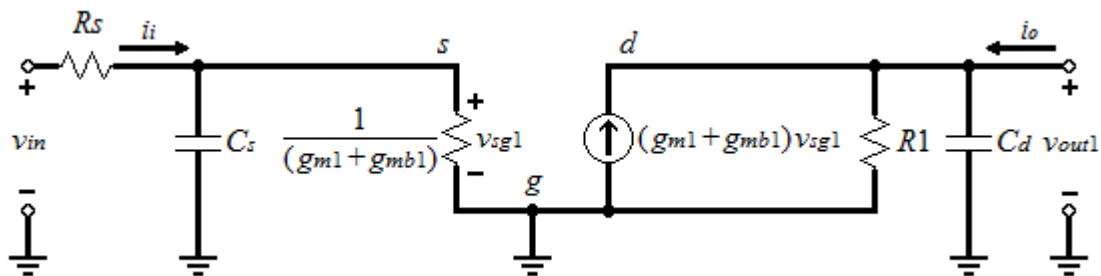 Rs
ii
s
d
io
+
vin
−
Cs
1
(gm1+gmb1)
+
vsg1
−
g
(gm1+gmb1)vsg1
R1
Cd
+
vout1
−